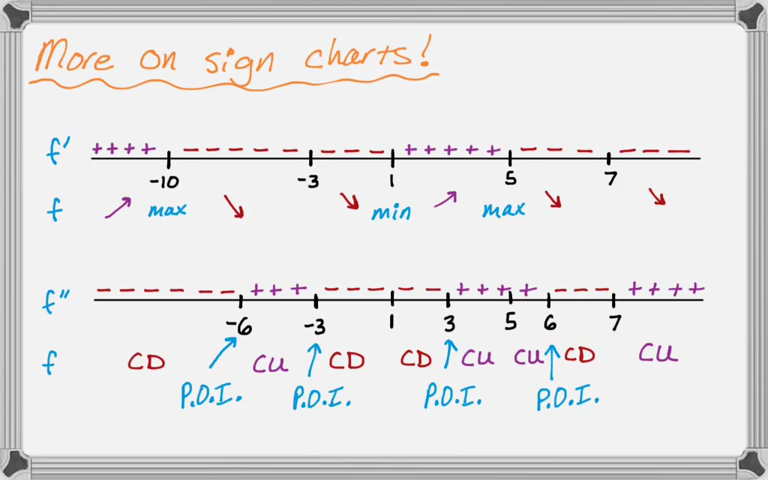 More on sign charts!
f' ++++ ————— ——— +++++ ——— ———
-10 -3 1 5 7
f ↗ max ↘ ↘ min ↗ max ↘ ↘
f" —————— +++ ——— ——— ++++ ——— ++++
-6 -3 1 3 5 6 7
f CD CU CD CD CU CU CD CU
P.O.I. P.O.I. P.O.I. P.O.I.